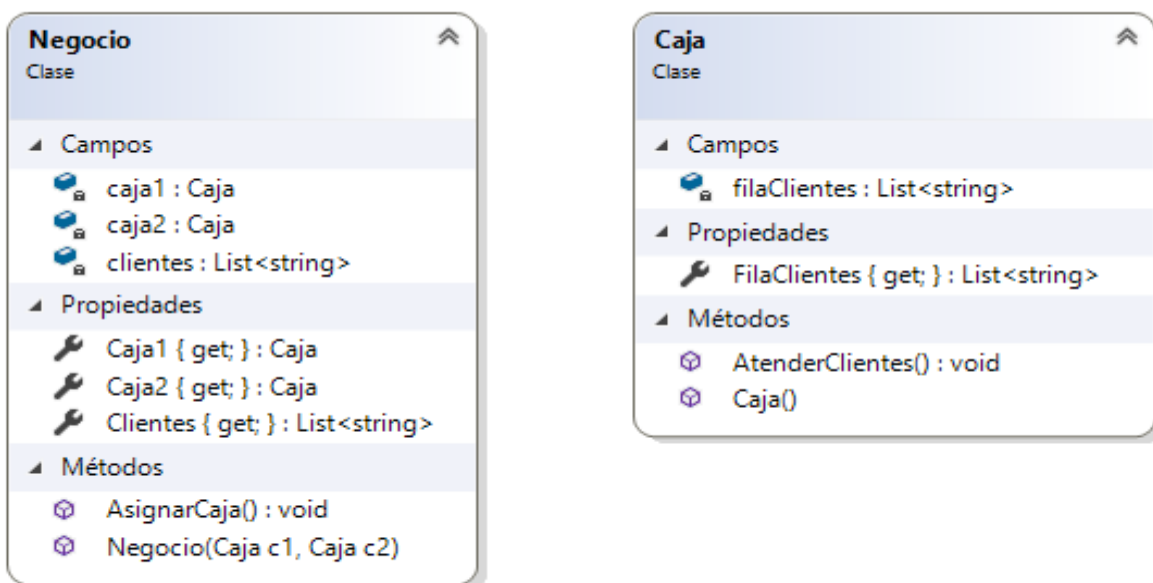 Negocio
Clase
Campos
caja1 : Caja
caja2 : Caja
clientes : List<string>
Propiedades
Caja1 { get; } : Caja
Caja2 { get; } : Caja
Clientes { get; } : List<string>
Métodos
AsignarCaja() : void
Negocio(Caja c1, Caja c2)
Caja
Clase
Campos
filaClientes : List<string>
Propiedades
FilaClientes { get; } : List<string>
Métodos
AtenderClientes() : void
Caja()